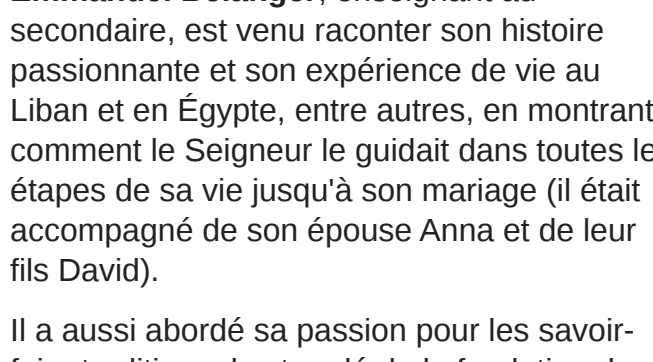 Emmanuel Bélanger, enseignant au
secondaire, est venu raconter son histoire
passionnante et son expérience de vie au
Liban et en Égypte, entre autres, en montrant
comment le Seigneur le guidait dans toutes le
étapes de sa vie jusqu'à son mariage (il était
accompagné de son épouse Anna et de leur
fils David).
Il a aussi abordé sa passion pour les savoir-